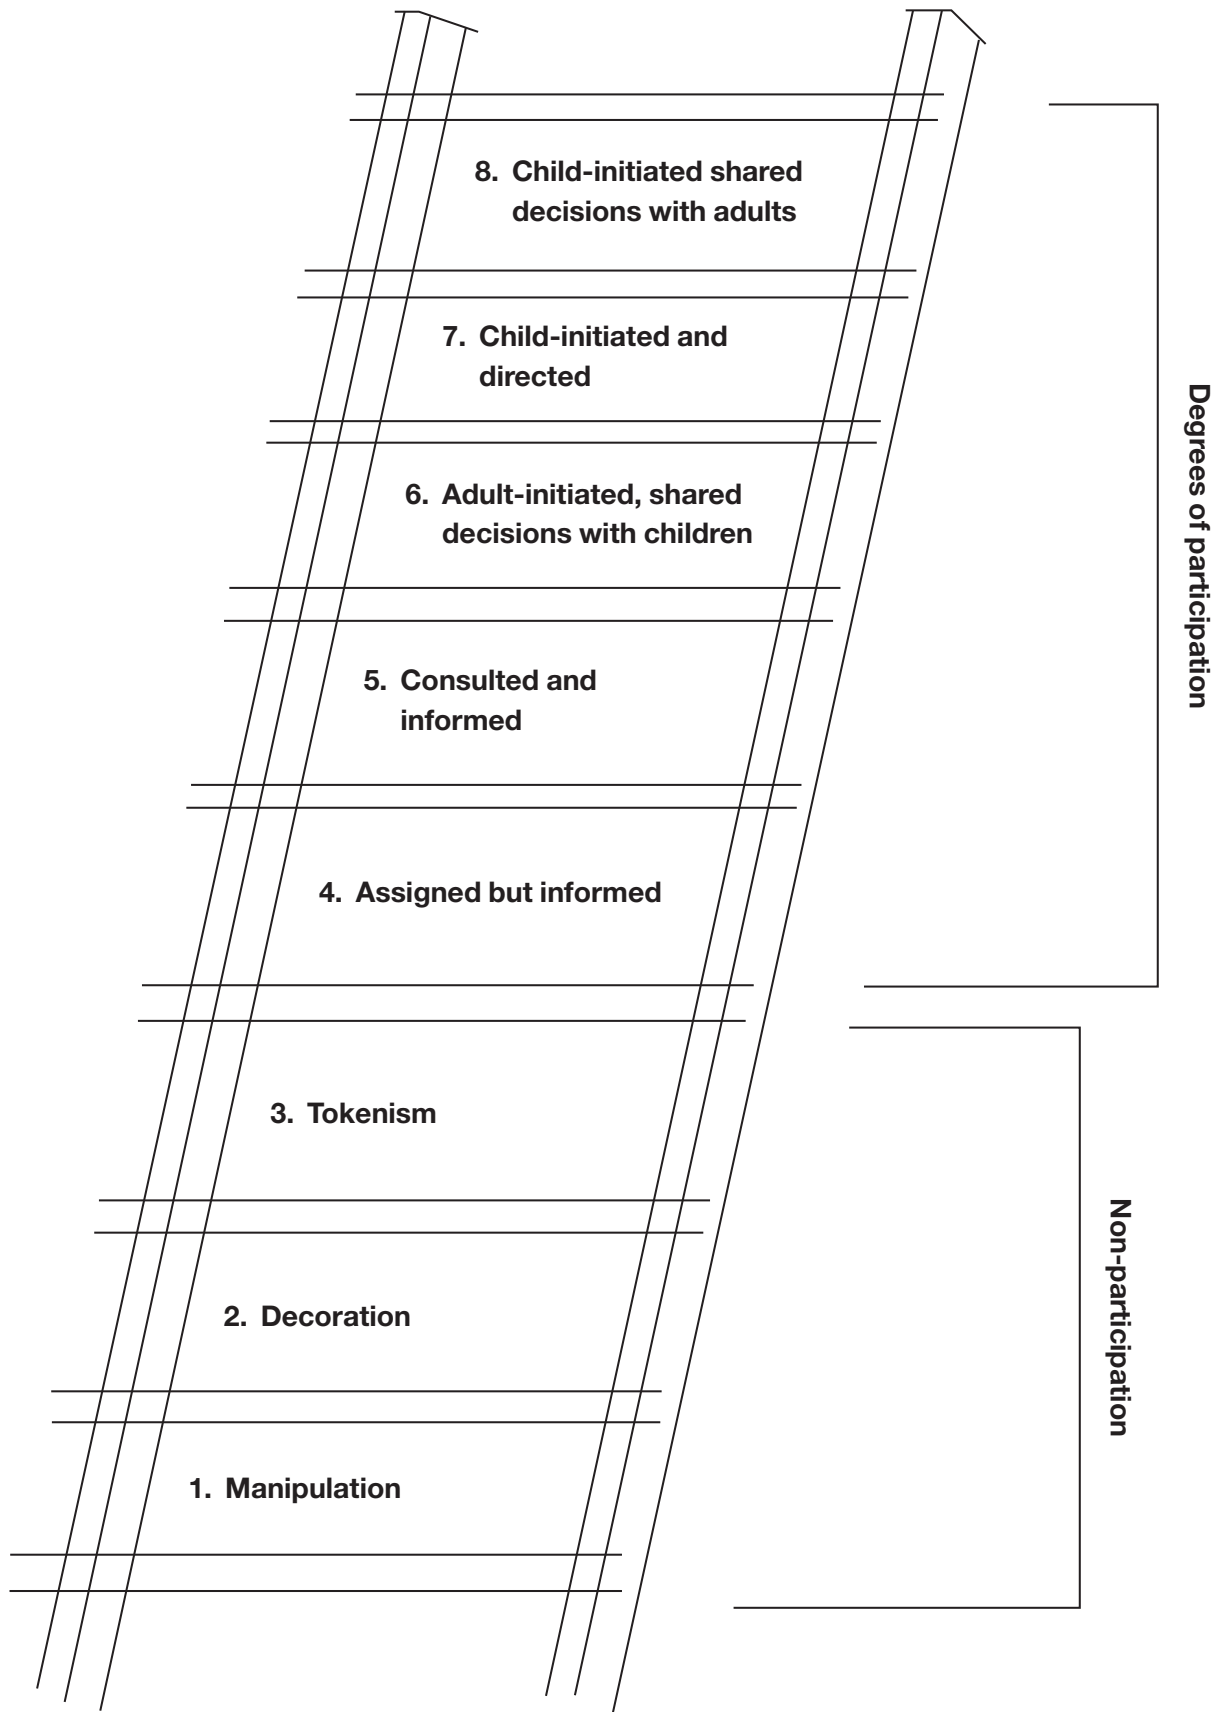 8. Child-initiated shared
decisions with adults
7. Child-initiated and
directed
6. Adult-initiated, shared
decisions with children
5. Consulted and
informed
4. Assigned but informed
3. Tokenism
2. Decoration
1. Manipulation
Degrees of participation
Non-participation